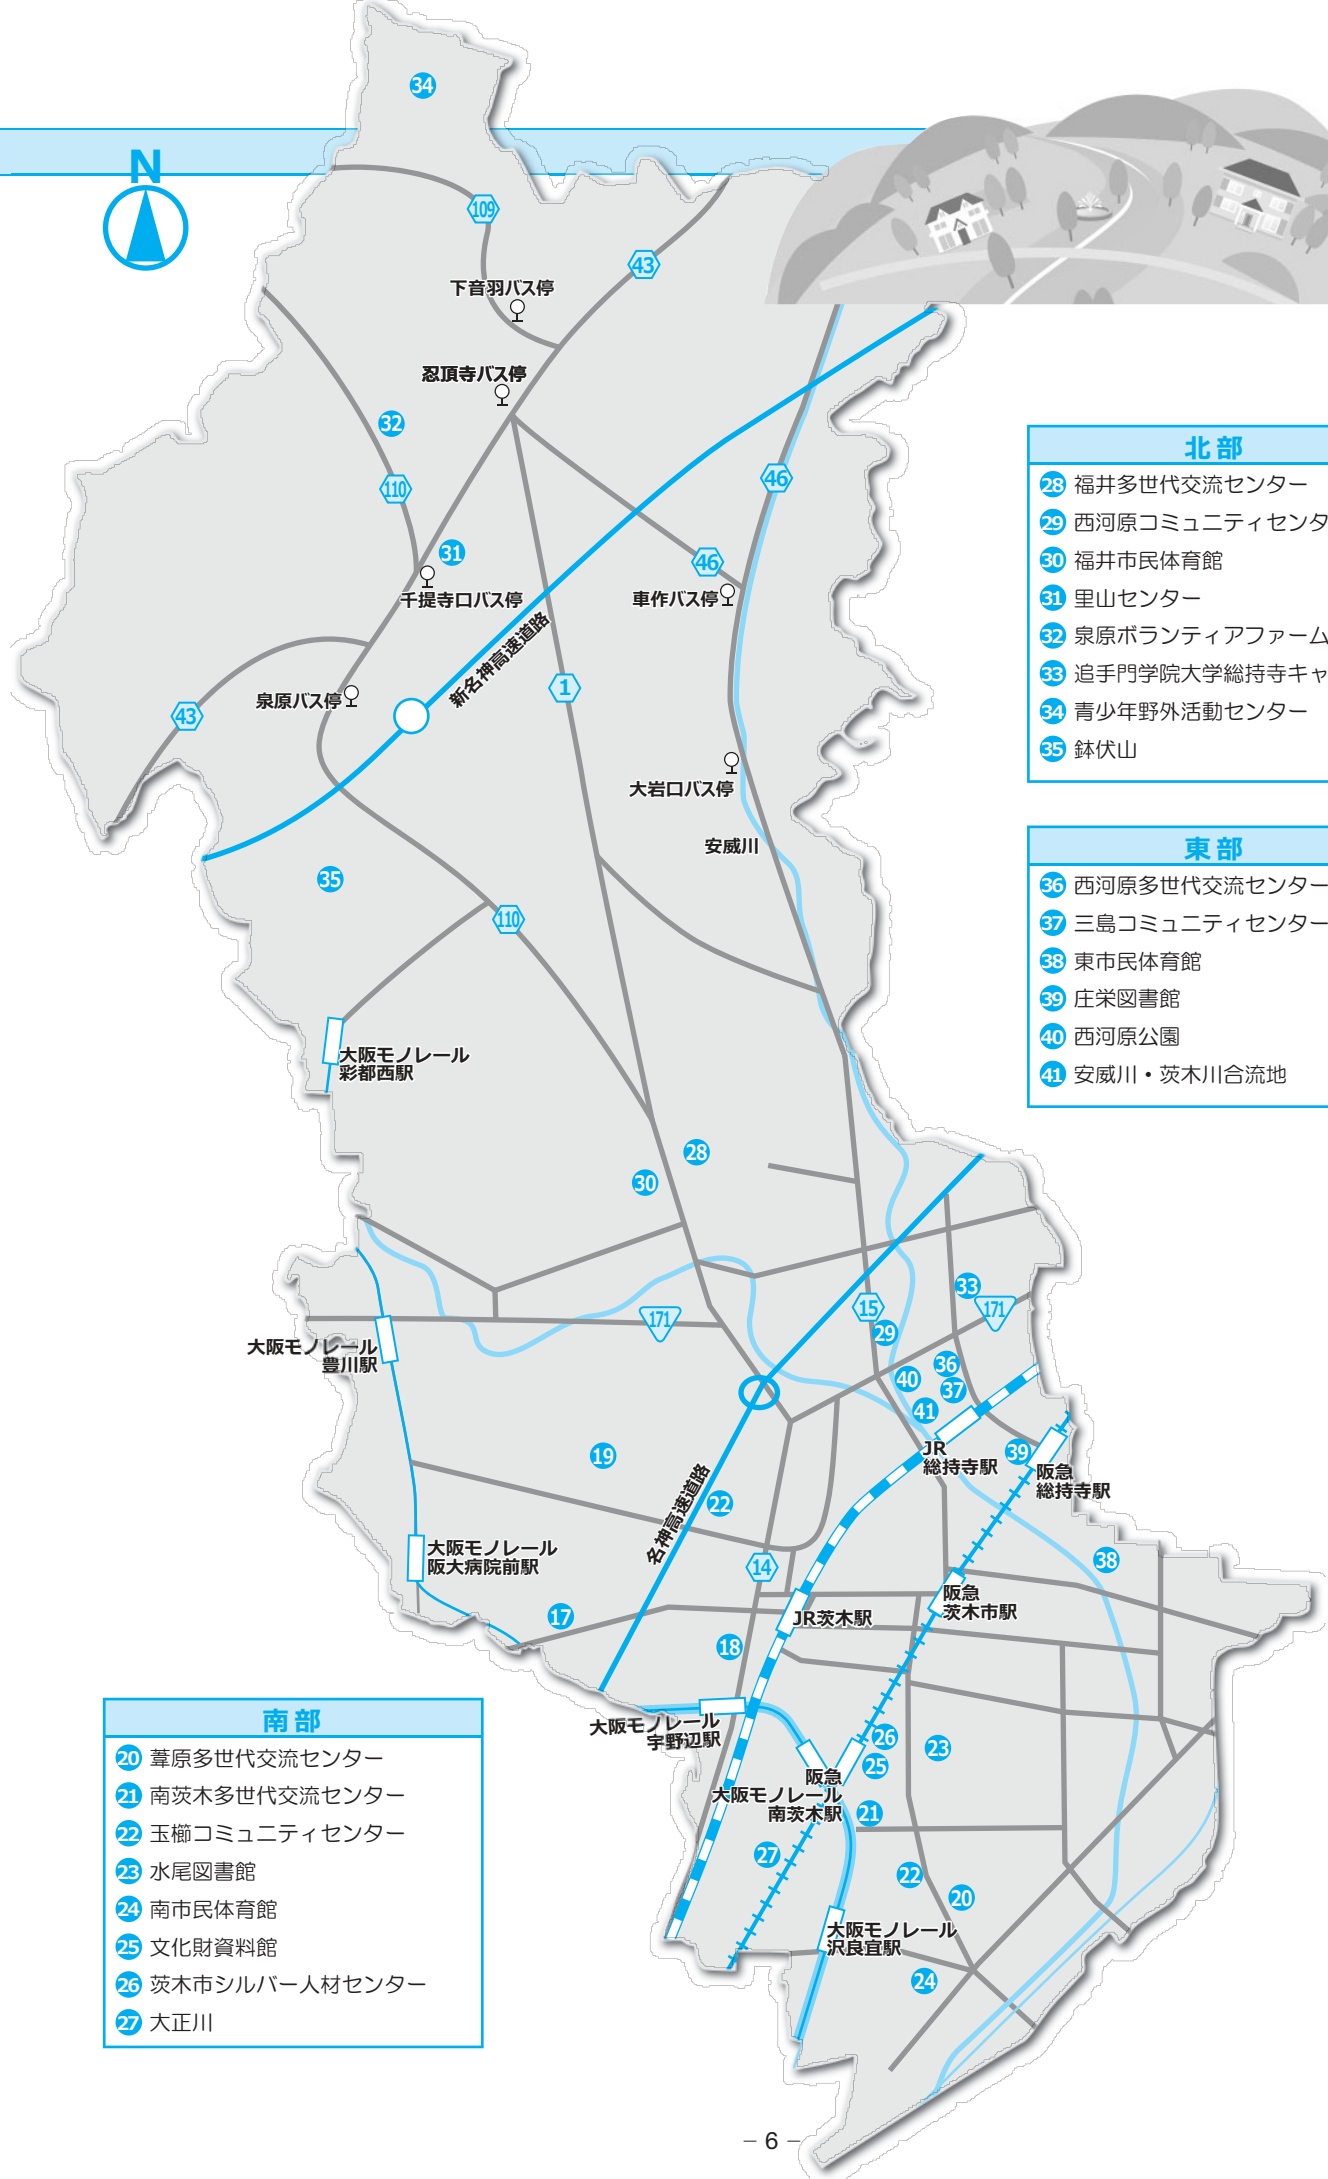 34
N
109
43
下音羽バス停
忍頂寺バス停
32
110
46
31
46
千提寺口バス停
車作バス停
新名神高速道路
1
泉原バス停
43
大岩口バス停
安威川
35
110
大阪モノレール
彩都西駅
28
30
33
15
171
171
29
大阪モノレール
豊川駅
36
40
37
41
JR
総持寺駅
39
阪急
総持寺駅
19
22
名神高速道路
大阪モノレール
阪大病院前駅
14
38
阪急
茨木市駅
17
JR茨木駅
18
大阪モノレール
宇野辺駅
26
23
25
阪急
大阪モノレール
南茨木駅
21
27
22
20
大阪モノレール
沢良宜駅
24
北部
28 福井多世代交流センター
29 西河原コミュニティセンタ
30 福井市民体育館
31 里山センター
32 泉原ボランティアファーム
33 追手門学院大学総持寺キャ
34 青少年野外活動センター
35 鉢伏山
東部
36 西河原多世代交流センター
37 三島コミュニティセンター
38 東市民体育館
39 庄栄図書館
40 西河原公園
41 安威川・茨木川合流地
南部
20 葦原多世代交流センター
21 南茨木多世代交流センター
22 玉櫛コミュニティセンター
23 水尾図書館
24 南市民体育館
25 文化財資料館
26 茨木市シルバー人材センター
27 大正川
− 6 −